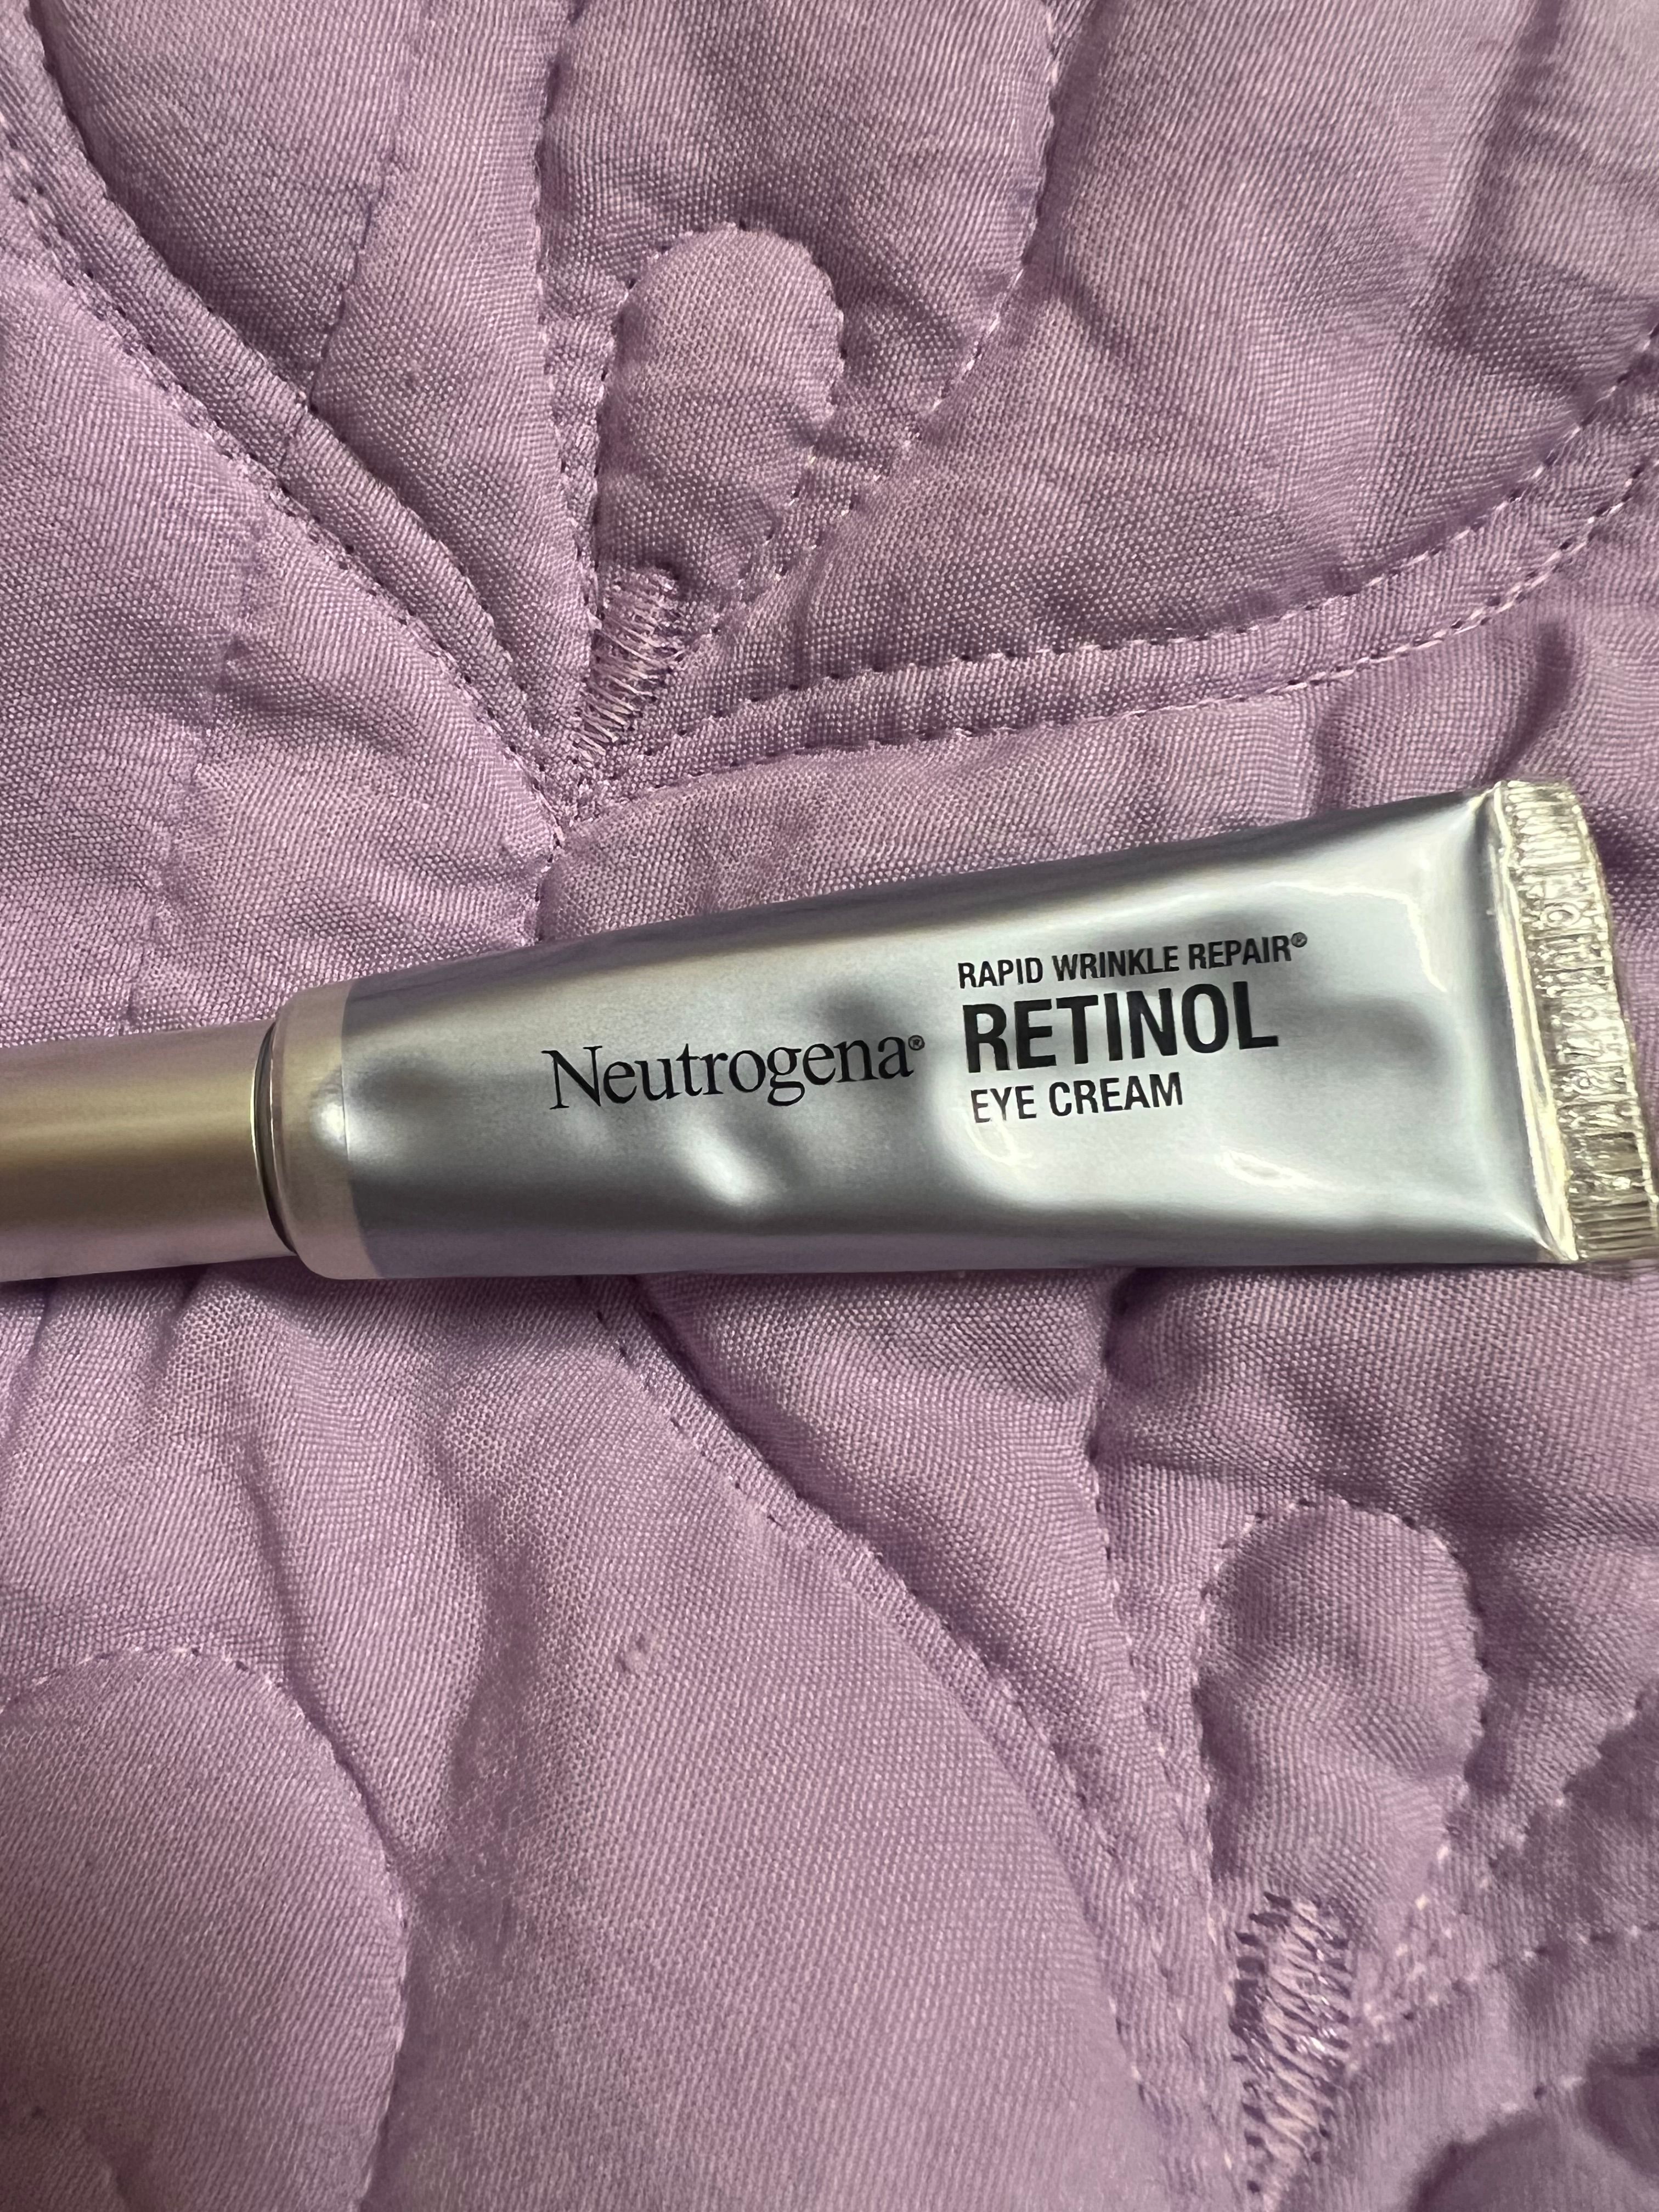 Neutrogena®
RAPID WRINKLE REPAIR®
RETINOL
EYE CREAM